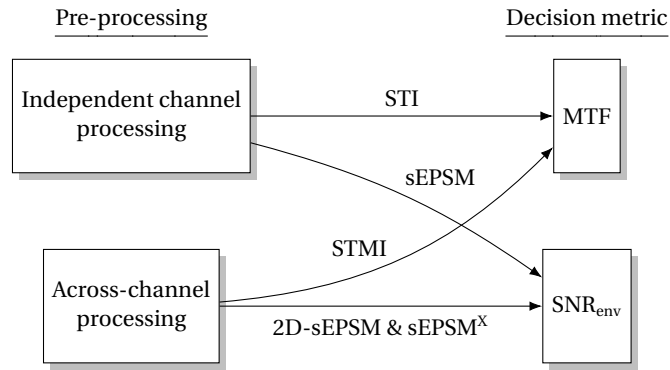 Pre-processing
Decision metric
Independent channel
processing
STI
MTF
sEPSM
STMI
Across-channel
processing
SNRenv
2D-sEPSM & sEPSMX